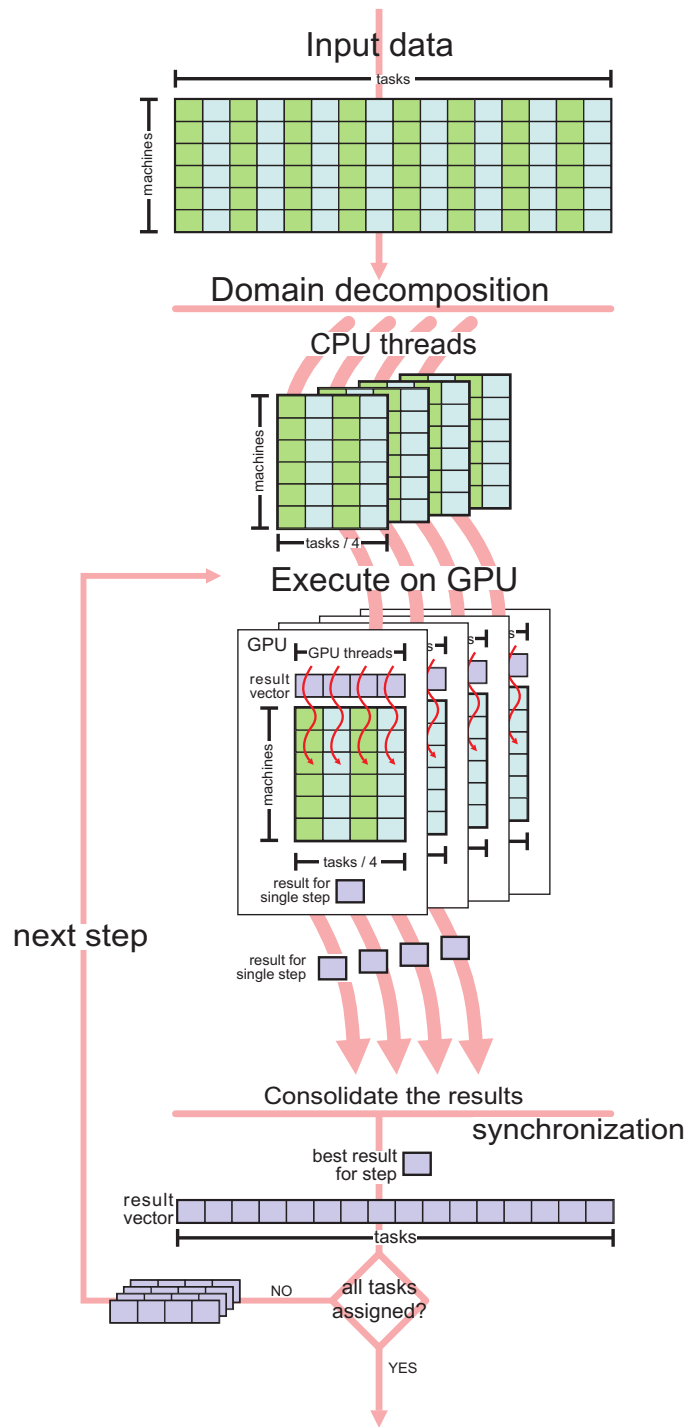 Input data
tasks
machines
Domain decomposition
CPU threads
machines
tasks / 4
Execute on GPU
GPU
GPU threads
s
s
s
result
vector
machines
tasks / 4
result for
single step
next step
result for
single step
Consolidate the results
synchronization
best result
for step
result
vector
tasks
all tasks
assigned?
NO
YES